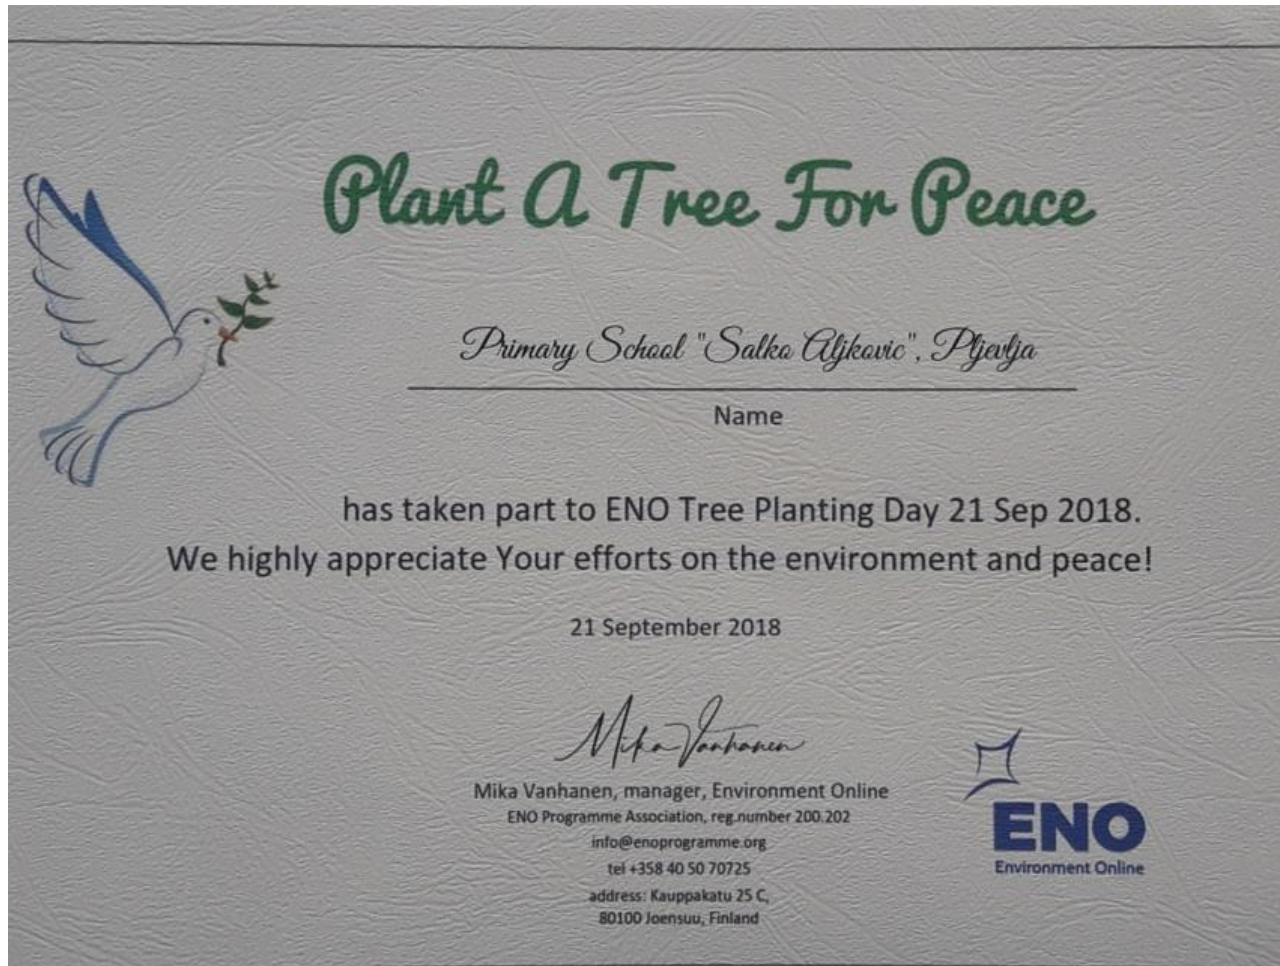 Plant A Tree For Peace
Primary School "Salko Aljkovic", Pljevlja
Name
has taken part to ENO Tree Planting Day 21 Sep 2018.
We highly appreciate Your efforts on the environment and peace!
21 September 2018
Mika Vanhanen
Mika Vanhanen, manager, Environment Online
ENO Programme Association, reg.number 200.202
info@enoprogramme.org
tel +358 40 50 70725
address: Kauppakatu 25 C,
80100 Joensuu, Finland
ENO
Environment Online